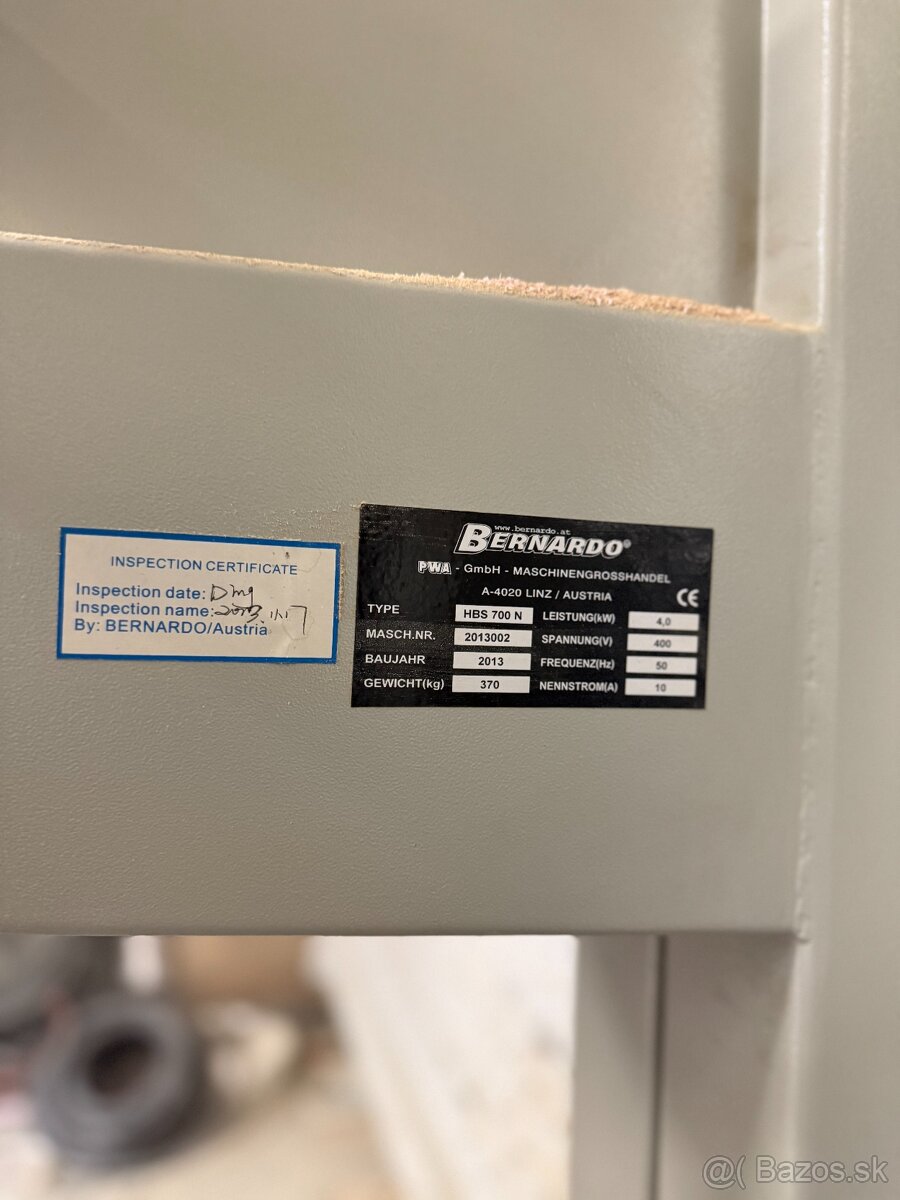 INSPECTION CERTIFICATE
Inspection date: Ding
Inspection name: 2013.
By: BERNARDO/Austria
www.bernardo.at
BERNARDO®
PWA - GmbH - MASCHINENGROSSHANDEL
A-4020 LINZ / AUSTRIA
CE
TYPE HBS 700 N LEISTUNG(kW) 4,0
MASCH.NR. 2013002 SPANNUNG(V) 400
BAUJAHR 2013 FREQUENZ(Hz) 50
GEWICHT(kg) 370 NENNSTROM(A) 10
@( Bazos.sk